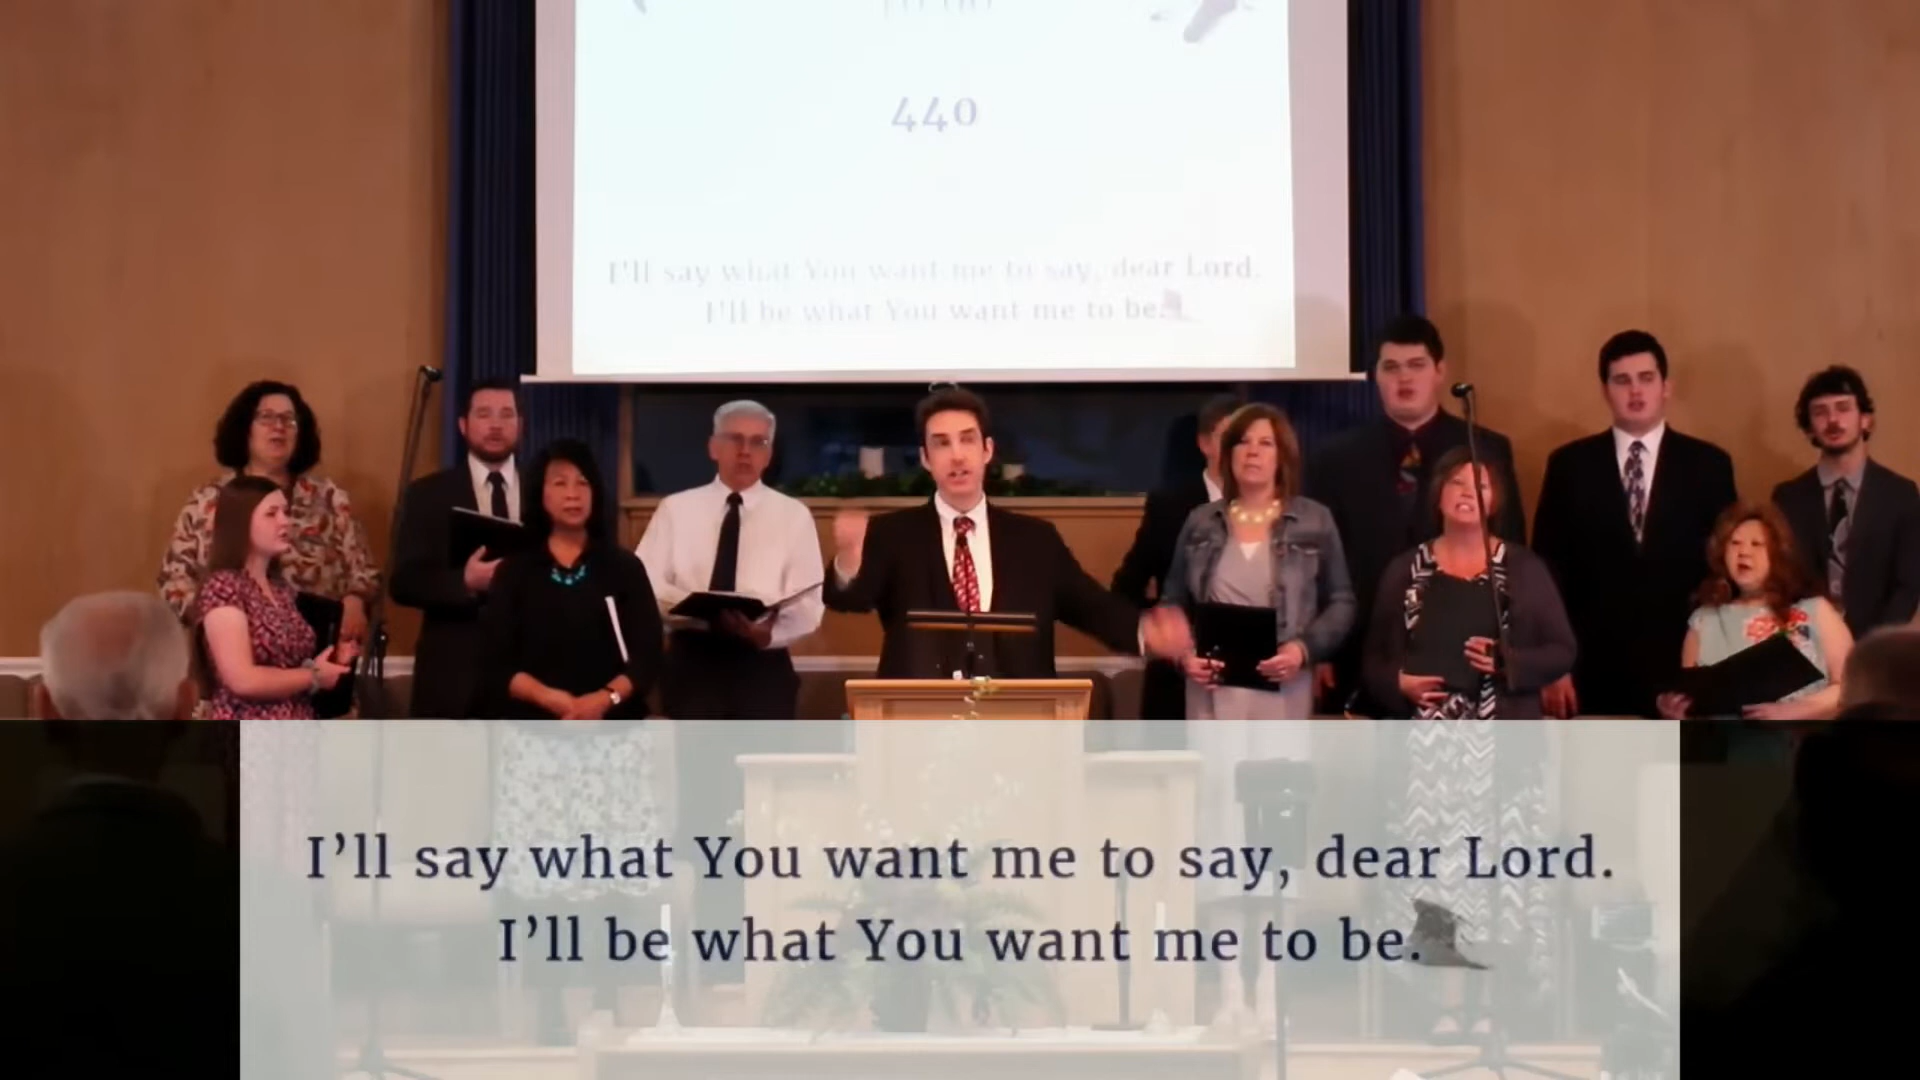 440
I'll say what You want me to say, dear Lord.
I'll be what You want me to be.
I’ll say what You want me to say, dear Lord.
I’ll be what You want me to be.